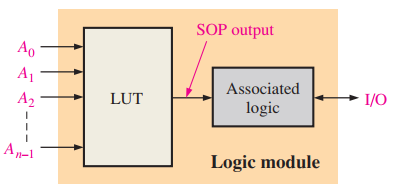 SOP output
A₀
A₁
A₂
Aₙ₋₁
LUT
Associated
logic
I/O
Logic module